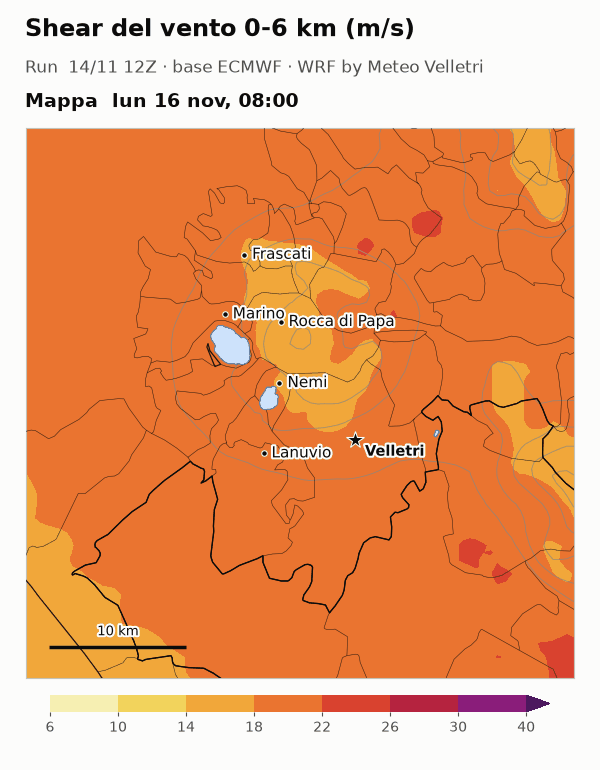 Shear del vento 0-6 km (m/s)
Run  14/11 12Z · base ECMWF · WRF by Meteo Velletri
Mappa  lun 16 nov, 08:00
Frascati
Marino
Rocca di Papa
Nemi
Velletri
Lanuvio
10 km
6 10 14 18 22 26 30 40